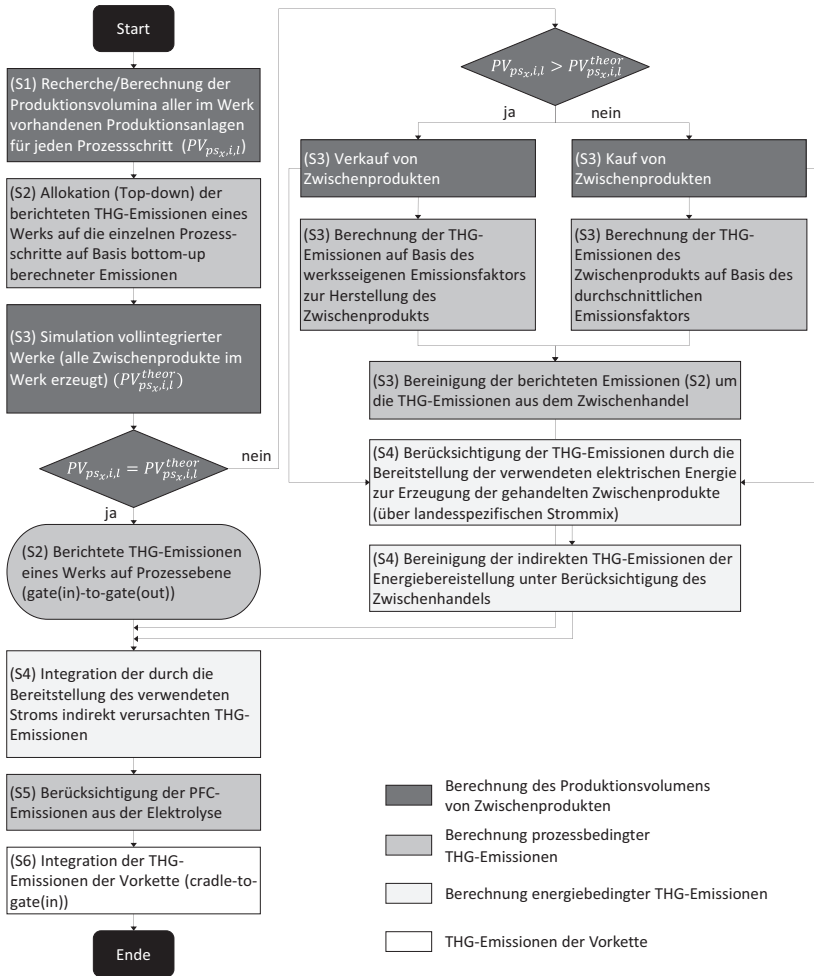 Start
(S1) Recherche/Berechnung der
Produktionsvolumina aller im Werk
vorhandenen Produktionsanlagen
für jeden Prozessschritt (𝑃𝑉_{𝑝𝑠_𝑥,𝑖,𝑙})
(S2) Allokation (Top-down) der
berichteten THG-Emissionen eines
Werks auf die einzelnen Prozess-
schritte auf Basis bottom-up
berechneter Emissionen
(S3) Simulation vollintegrierter
Werke (alle Zwischenprodukte im
Werk erzeugt) (𝑃𝑉_{𝑝𝑠_𝑥,𝑖,𝑙}^{𝑡ℎ𝑒𝑜𝑟})
𝑃𝑉_{𝑝𝑠_𝑥,𝑖,𝑙} = 𝑃𝑉_{𝑝𝑠_𝑥,𝑖,𝑙}^{𝑡ℎ𝑒𝑜𝑟}
nein
ja
(S2) Berichtete THG-Emissionen
eines Werks auf Prozessebene
(gate(in)-to-gate(out))
𝑃𝑉_{𝑝𝑠_𝑥,𝑖,𝑙} > 𝑃𝑉_{𝑝𝑠_𝑥,𝑖,𝑙}^{𝑡ℎ𝑒𝑜𝑟}
ja
nein
(S3) Verkauf von
Zwischenprodukten
(S3) Kauf von
Zwischenprodukten
(S3) Berechnung der THG-
Emissionen auf Basis des
werkseigenen Emissionsfaktors
zur Herstellung des
Zwischenprodukts
(S3) Berechnung der THG-
Emissionen des
Zwischenprodukts auf Basis des
durchschnittlichen
Emissionsfaktors
(S3) Bereinigung der berichteten Emissionen (S2) um
die THG-Emissionen aus dem Zwischenhandel
(S4) Berücksichtigung der THG-Emissionen durch die
Bereitstellung der verwendeten elektrischen Energie
zur Erzeugung der gehandelten Zwischenprodukte
(über landesspezifischen Strommix)
(S4) Bereinigung der indirekten THG-Emissionen der
Energiebereistellung unter Berücksichtigung des
Zwischenhandels
(S4) Integration der durch die
Bereitstellung des verwendeten
Stroms indirekt verursachten THG-
Emissionen
(S5) Berücksichtigung der PFC-
Emissionen aus der Elektrolyse
(S6) Integration der THG-
Emissionen der Vorkette (cradle-to-
gate(in))
Ende
Berechnung des Produktionsvolumens
von Zwischenprodukten
Berechnung prozessbedingter
THG-Emissionen
Berechnung energiebedingter THG-Emissionen
THG-Emissionen der Vorkette